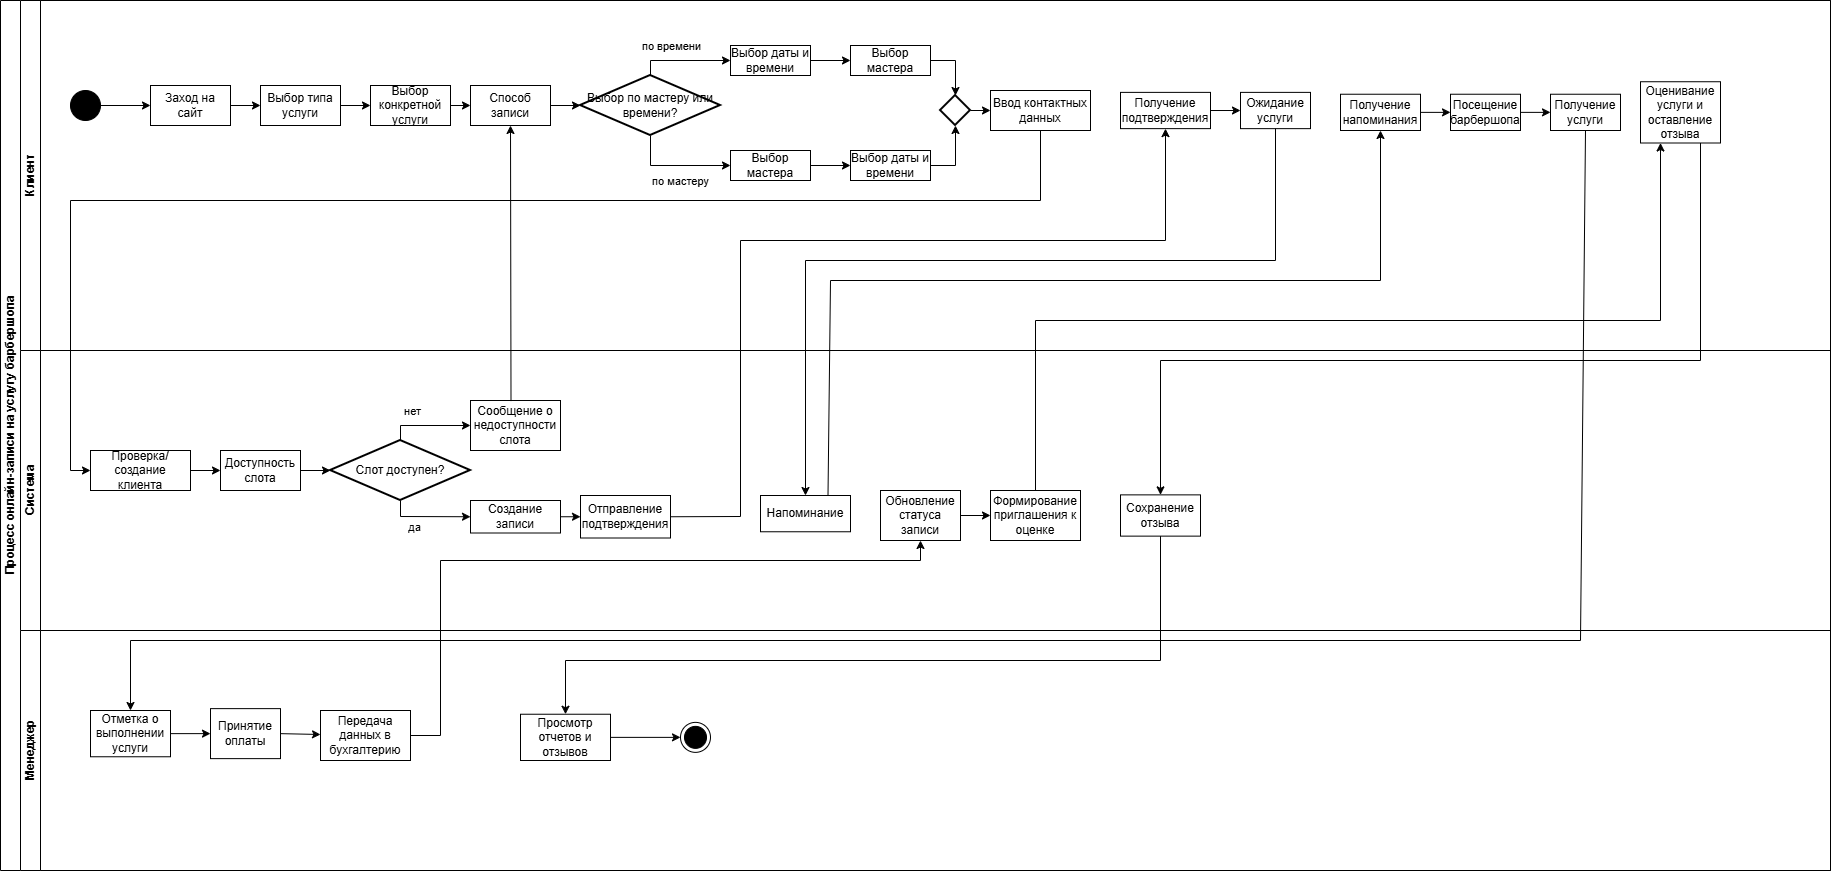 Процесс онлайн-записи на услугу барбершопа
Клиент
Заход на
сайт
Выбор типа
услуги
Выбор
конкретной
услуги
Способ
записи
Выбор по мастеру или
времени?
по времени
Выбор даты и
времени
Выбор
мастера
по мастеру
Выбор
мастера
Выбор даты и
времени
Ввод контактных
данных
Получение
подтверждения
Ожидание
услуги
Получение
напоминания
Посещение
барбершопа
Получение
услуги
Оценивание
услуги и
оставление
отзыва
Система
Проверка/
создание
клиента
Доступность
слота
Слот доступен?
нет
Сообщение о
недоступности
слота
да
Создание
записи
Отправление
подтверждения
Напоминание
Обновление
статуса
записи
Формирование
приглашения к
оценке
Сохранение
отзыва
Менеджер
Отметка о
выполнении
услуги
Принятие
оплаты
Передача
данных в
бухгалтерию
Просмотр
отчетов и
отзывов